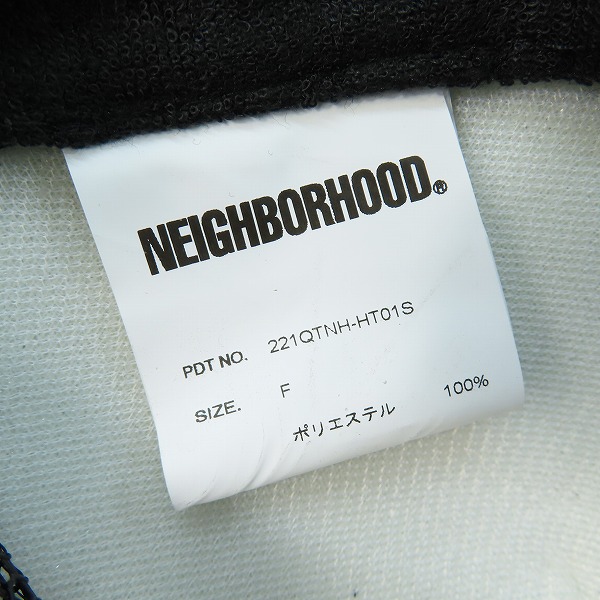 NEIGHBORHOOD®
PDT NO. 221QTNH-HT01S
SIZE. F
ポリエステル 100%